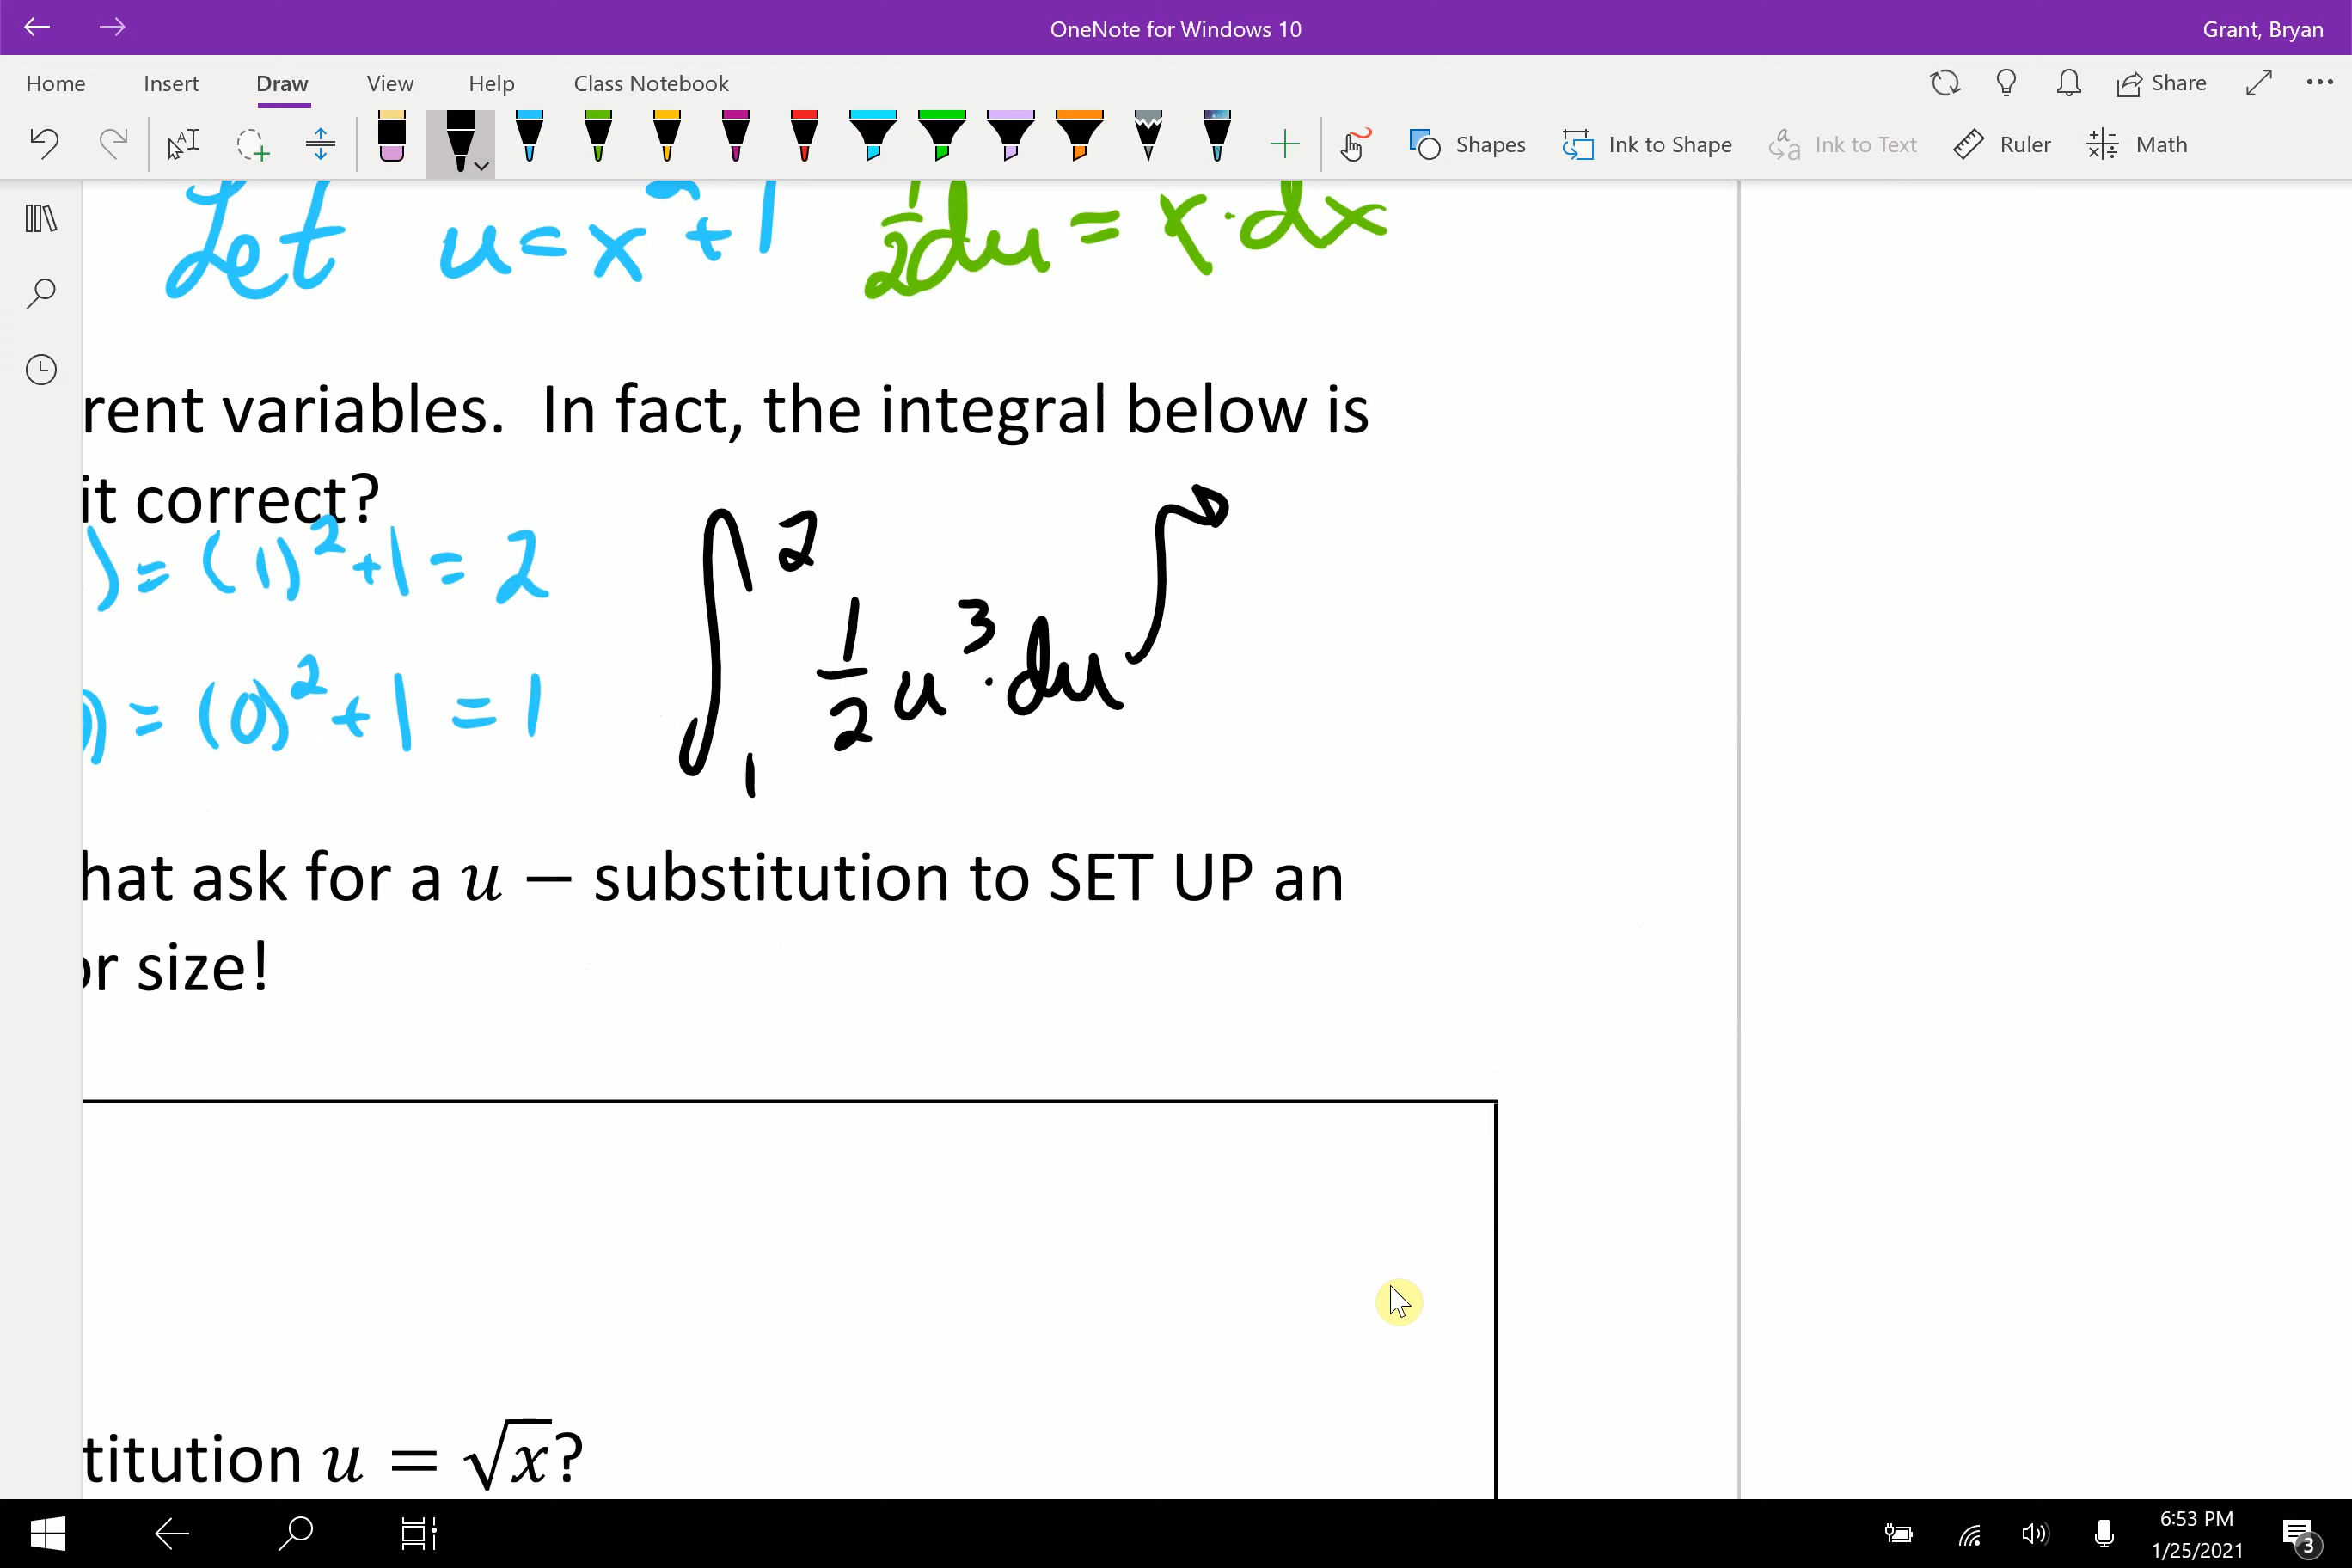 OneNote for Windows 10
Grant, Bryan
Home Insert Draw View Help Class Notebook Share
Shapes Ink to Shape Ink to Text Ruler Math
Let u = x²+1 ½du = x·dx
rent variables. In fact, the integral below is
it correct?
) = (1)²+1 = 2
) = (0)²+1 = 1
∫₁² ½u³·du
hat ask for a u − substitution to SET UP an
or size!
titution u = √x?
6:53 PM
1/25/2021
3